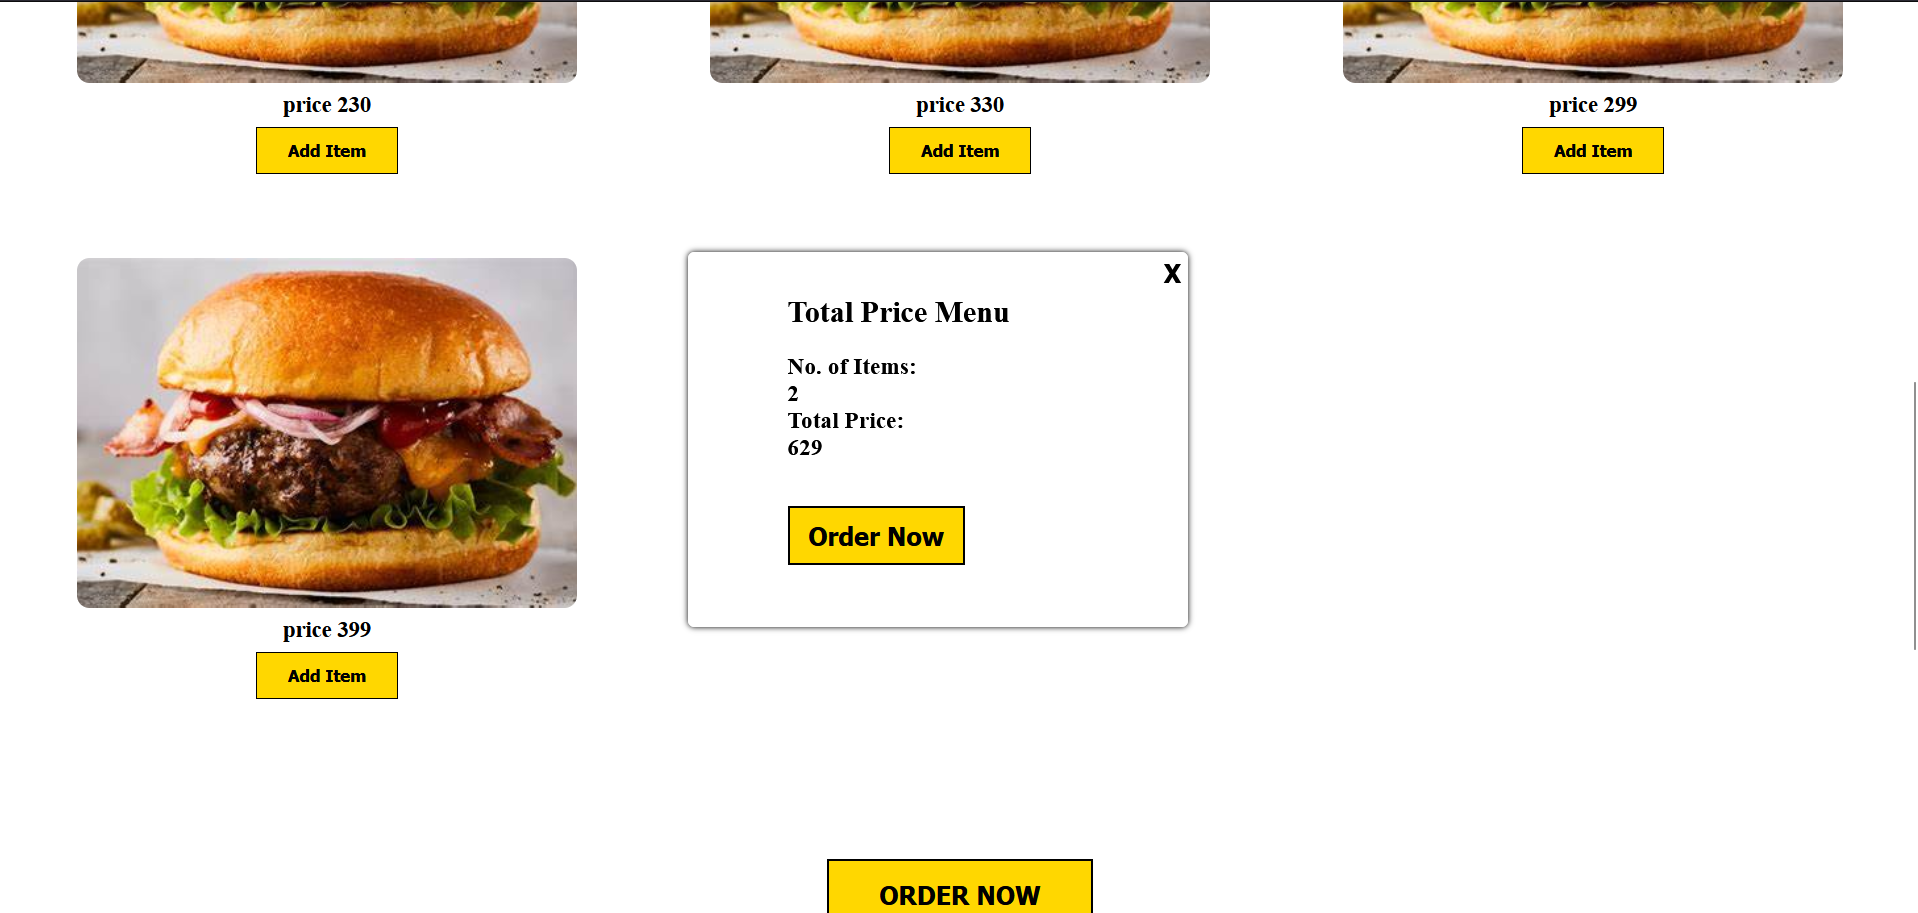 price 230
price 330
price 299
Add Item
Add Item
Add Item
X
Total Price Menu
No. of Items:
2
Total Price:
629
Order Now
price 399
Add Item
ORDER NOW